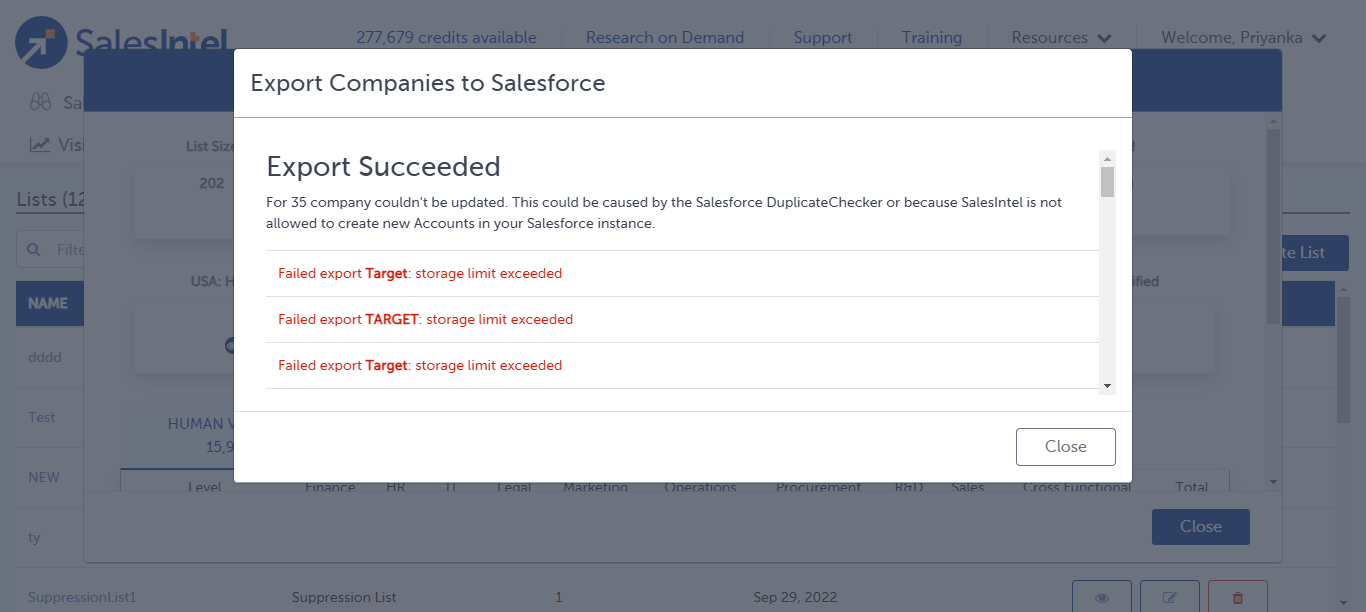 SalesIntel
277,679 credits available
Research on Demand
Support
Training
Resources
Welcome, Priyanka
Export Companies to Salesforce
Export Succeeded
For 35 company couldn't be updated. This could be caused by the Salesforce DuplicateChecker or because SalesIntel is not
allowed to create new Accounts in your Salesforce instance.
Failed export Target: storage limit exceeded
Failed export TARGET: storage limit exceeded
Failed export Target: storage limit exceeded
Close
List Size
202
Lists (12
Filte
te List
USA: H
ified
NAME
dddd
Test
HUMAN V
15,9
NEW
Level
Finance
HR
IT
Legal
Marketing
Operations
Procurement
R&D
Sales
Cross Functional
Total
Close
ty
SuppressionList1
Suppression List
1
Sep 29, 2022